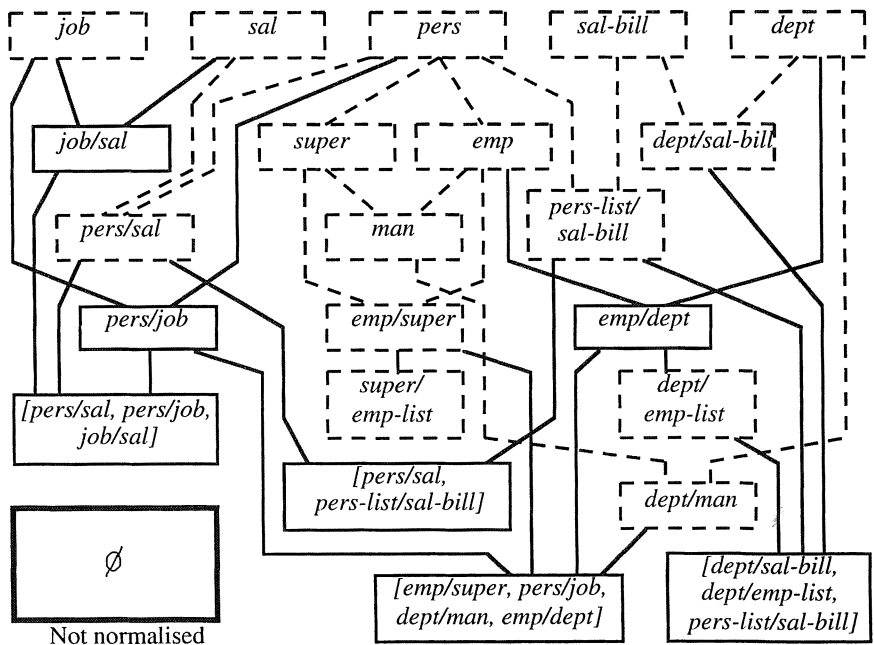 job
sal
pers
sal-bill
dept
job/sal
super
emp
dept/sal-bill
pers/sal
man
pers-list/
sal-bill
pers/job
emp/super
emp/dept
super/
emp-list
dept/
emp-list
[pers/sal, pers/job,
job/sal]
[pers/sal,
pers-list/sal-bill]
dept/man
∅
Not normalised
[emp/super, pers/job,
dept/man, emp/dept]
[dept/sal-bill,
dept/emp-list,
pers-list/sal-bill]